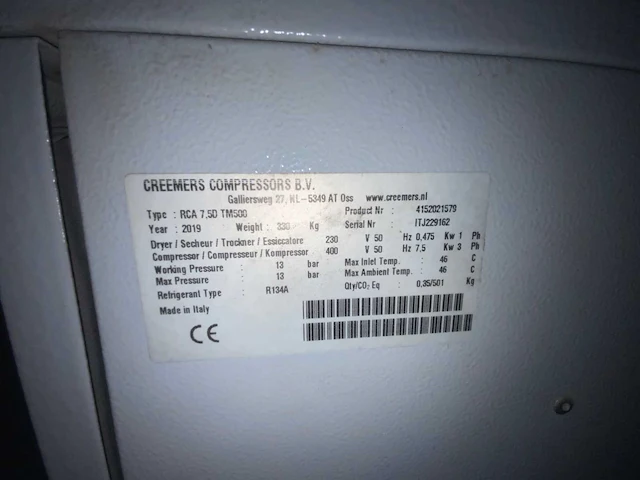 CREEMERS COMPRESSORS B.V.
Galliersweg 27, NL-5349 AT Oss www.creemers.nl
Type : RCA 7,5D TM500 Product Nr : 4152021579
Year : 2019 Weight : 330 Kg Serial Nr : ITJ229162
Dryer / Secheur / Trockner / Essiccatore 230 V 50 Hz 0,475 Kw 1 Ph
Compressor / Compresseur / Kompressor 400 V 50 Hz 7,5 Kw 3 Ph
Working Pressure : 13 bar Max Inlet Temp. : 46 C
Max Pressure : 13 bar Max Ambient Temp. : 46 C
Refrigerant Type : R134A Qty/CO₂ Eq : 0,35/501 Kg
Made in Italy
CE